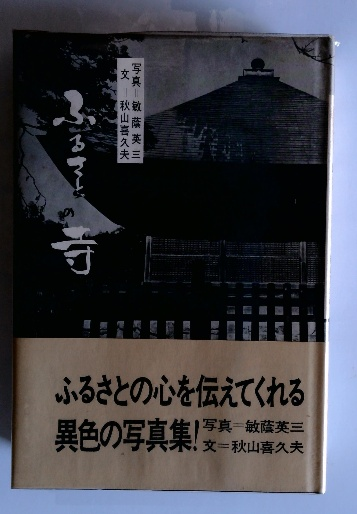 写真＝敏蔭英三
文＝秋山喜久夫
ふるさとの寺
ふるさとの心を伝えてくれる
異色の写真集！
写真＝敏蔭英三
文＝秋山喜久夫